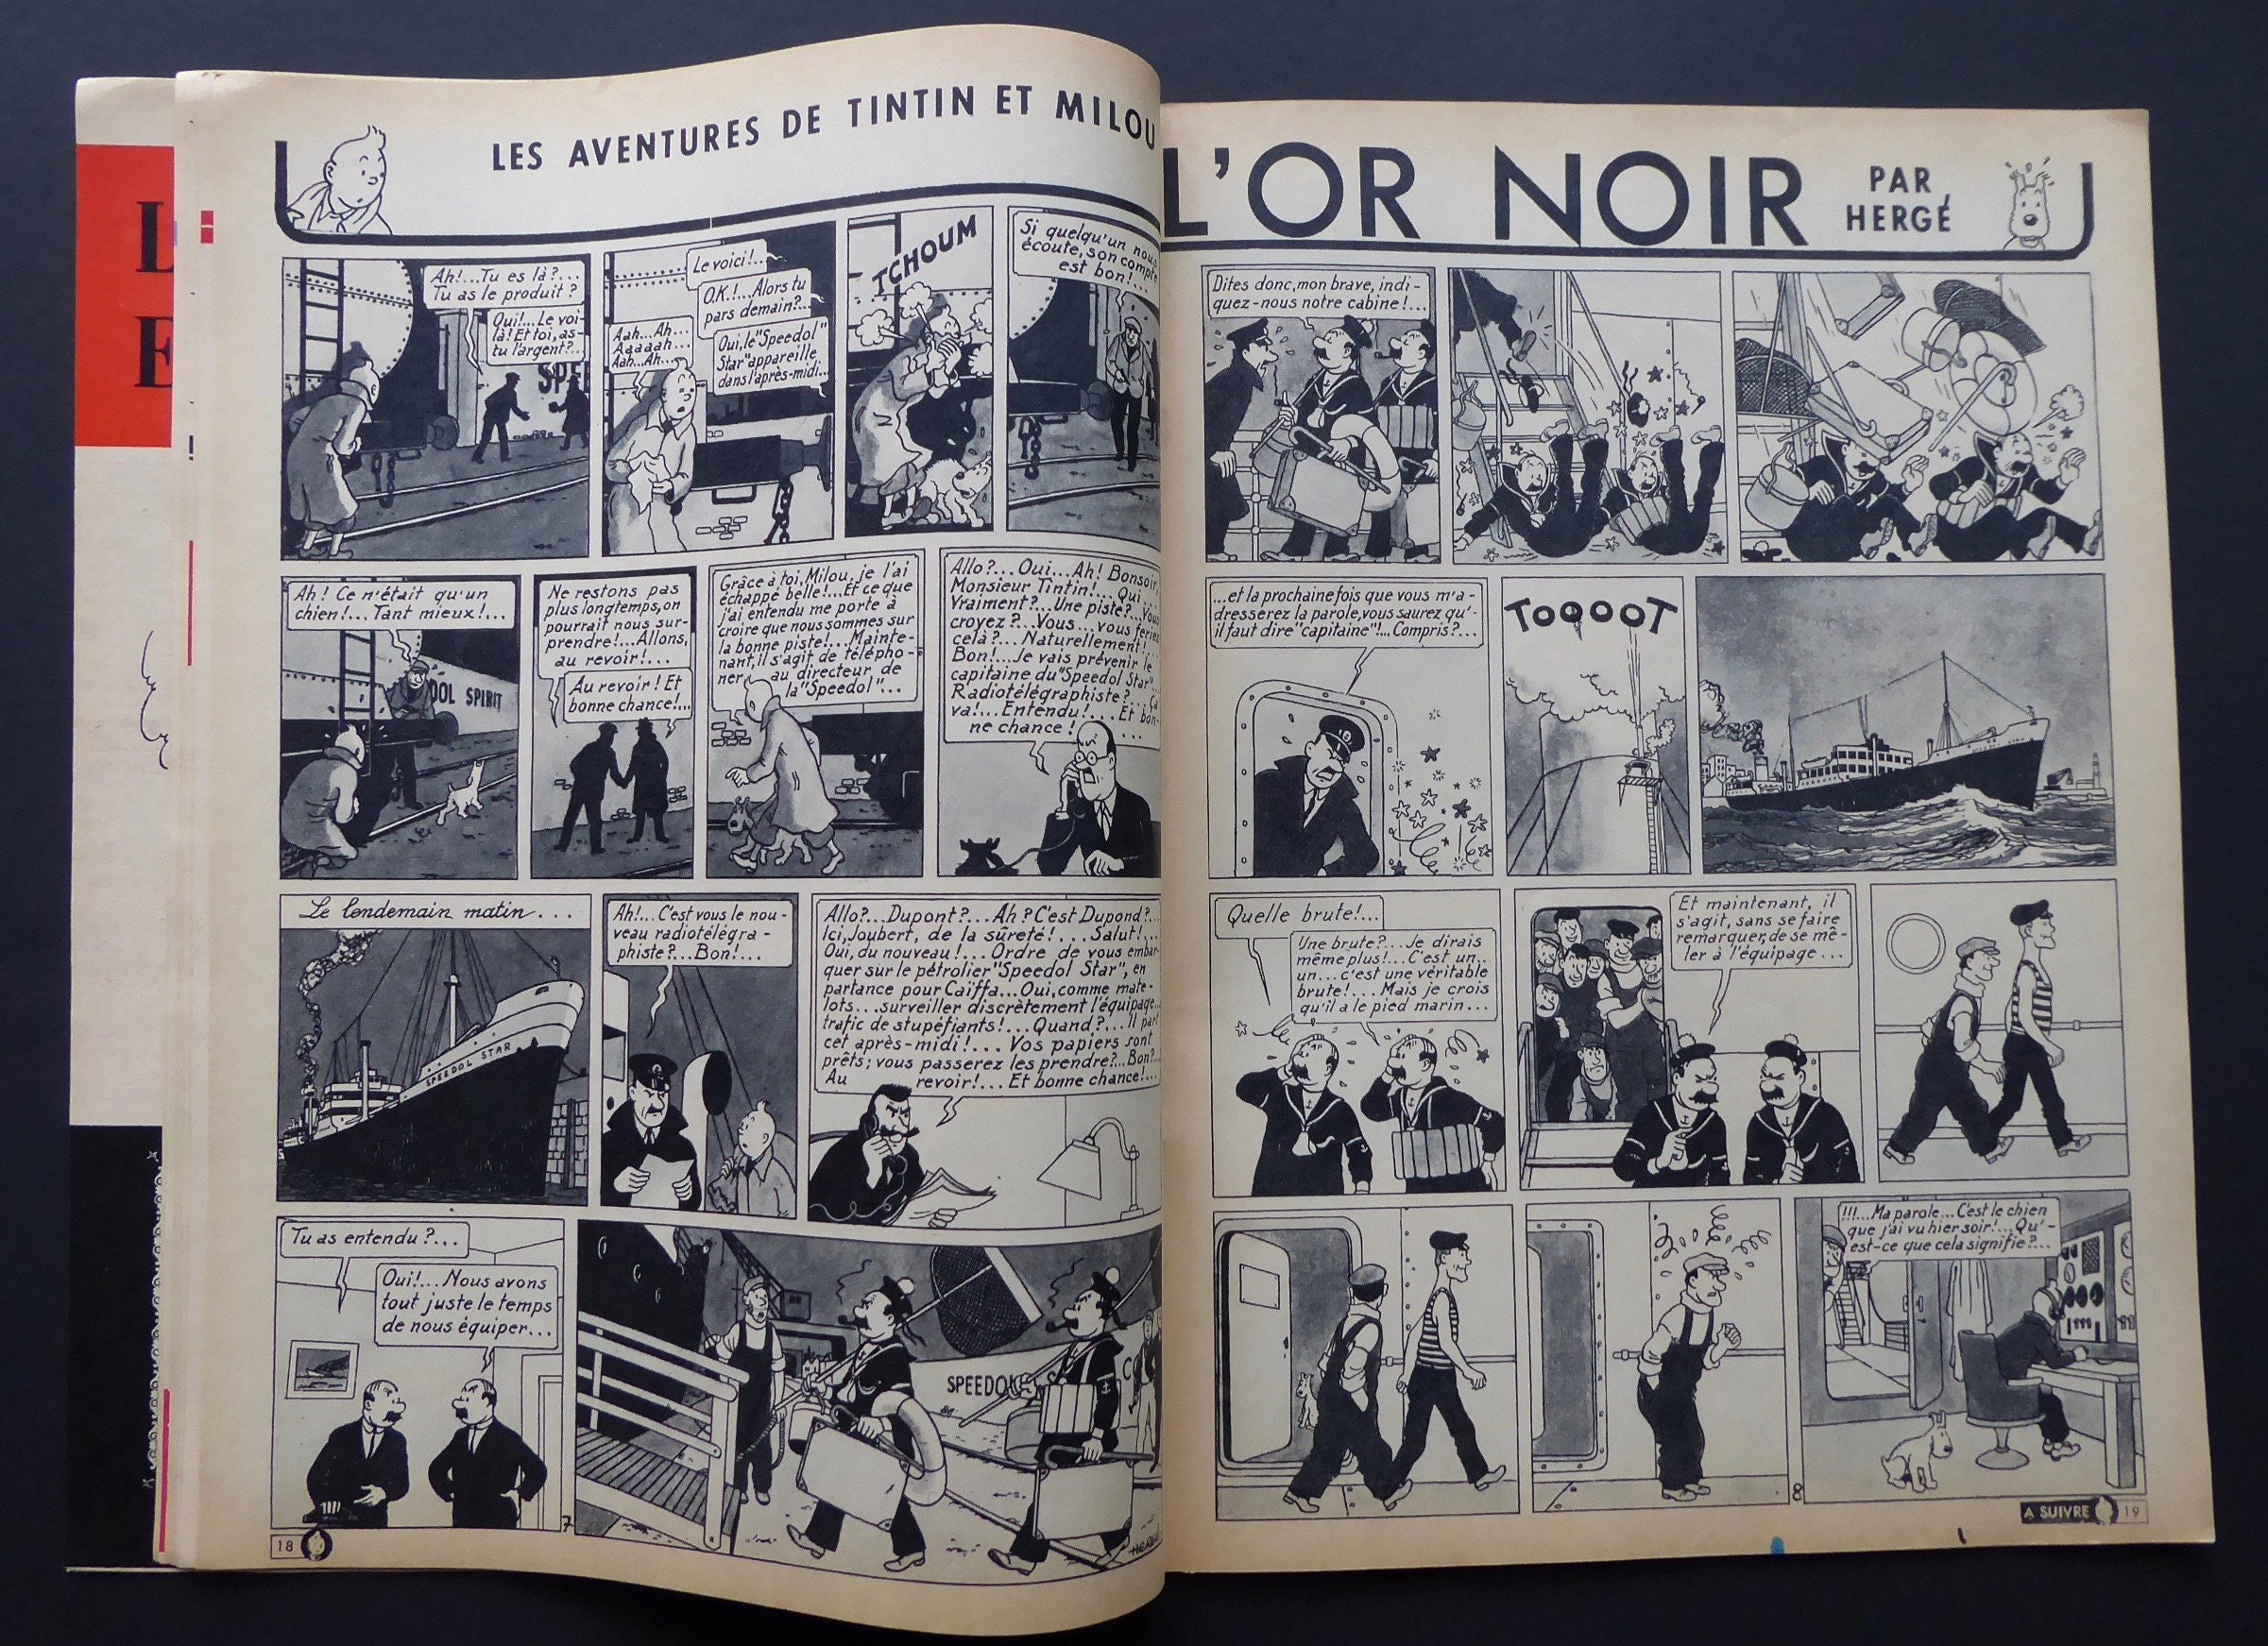 L
E
!
LES AVENTURES DE TINTIN ET MILOU
Ah!...Tu es là?...
Tu as le produit?
Oui!...Le voi-
là! Et toi, as-
tu l'argent?...
SPEE
Le voici!...
O.K.!...Alors tu
pars demain?...
Aah...Ah...
Aaaaah...
Aah...Ah...
Oui, le "Speedol
Star" appareille
dans l'après-midi...
TCHOUM
Si quelqu'un nous
écoute, son compte
est bon!...
Ah! Ce n'était qu'un
chien!... Tant mieux!...
OOL SPIRIT
Ne restons pas
plus longtemps, on
pourrait nous sur-
prendre!...Allons,
au revoir!...
Au revoir! Et
bonne chance!...
Grâce à toi, Milou, je l'ai
échappé belle!...Et ce que
j'ai entendu me porte à
croire que nous sommes sur
la bonne piste!... Mainte-
nant, il s'agit de télépho-
ner au directeur de
la "Speedol"...
Allo?...Oui...Ah! Bonsoir,
Monsieur Tintin!... Qui...
Vraiment?...Une piste?...Vous
croyez?...Vous...vous feriez
celà?... Naturellement!...
Bon!...Je vais prévenir le
capitaine du "Speedol Star"...
Radiotélégraphiste?... Ça
va!...Entendu!...Et bon-
ne chance! ...
Le lendemain matin...
SPEEDOL STAR
Ah!...C'est vous le nou-
veau radiotélégra-
phiste?...Bon!...
Allo?...Dupont?...Ah? C'est Dupond?...
Ici, Joubert, de la sûreté!....Salut!...
Oui, du nouveau!... Ordre de vous embar-
quer sur le pétrolier "Speedol Star", en
partance pour Caïffa...Oui, comme mate-
lots...surveiller discrètement l'équipage...
trafic de stupéfiants!...Quand?...Il part
cet après-midi!... Vos papiers sont
prêts; vous passerez les prendre?...Bon?...
Au revoir!... Et bonne chance!...
Tu as entendu?...
Oui!...Nous avons
tout juste le temps
de nous équiper...
SPEEDOL S
7
HERGÉ
18
L'OR NOIR
PAR
HERGÉ
Dites donc, mon brave, indi-
quez-nous notre cabine!...
...et la prochaine fois que vous m'a-
dresserez la parole, vous saurez qu'-
il faut dire "capitaine"!... Compris?...
TOOOOT
Quelle brute!...
Une brute?...Je dirais
même plus!...C'est un...
un...c'est une véritable
brute!...Mais je crois
qu'il a le pied marin...
Et maintenant, il
s'agit, sans se faire
remarquer, de se mê-
ler à l'équipage...
!!!...Ma parole...C'est le chien
que j'ai vu hier soir!...Qu'-
est-ce que cela signifie?...
8
A SUIVRE
19